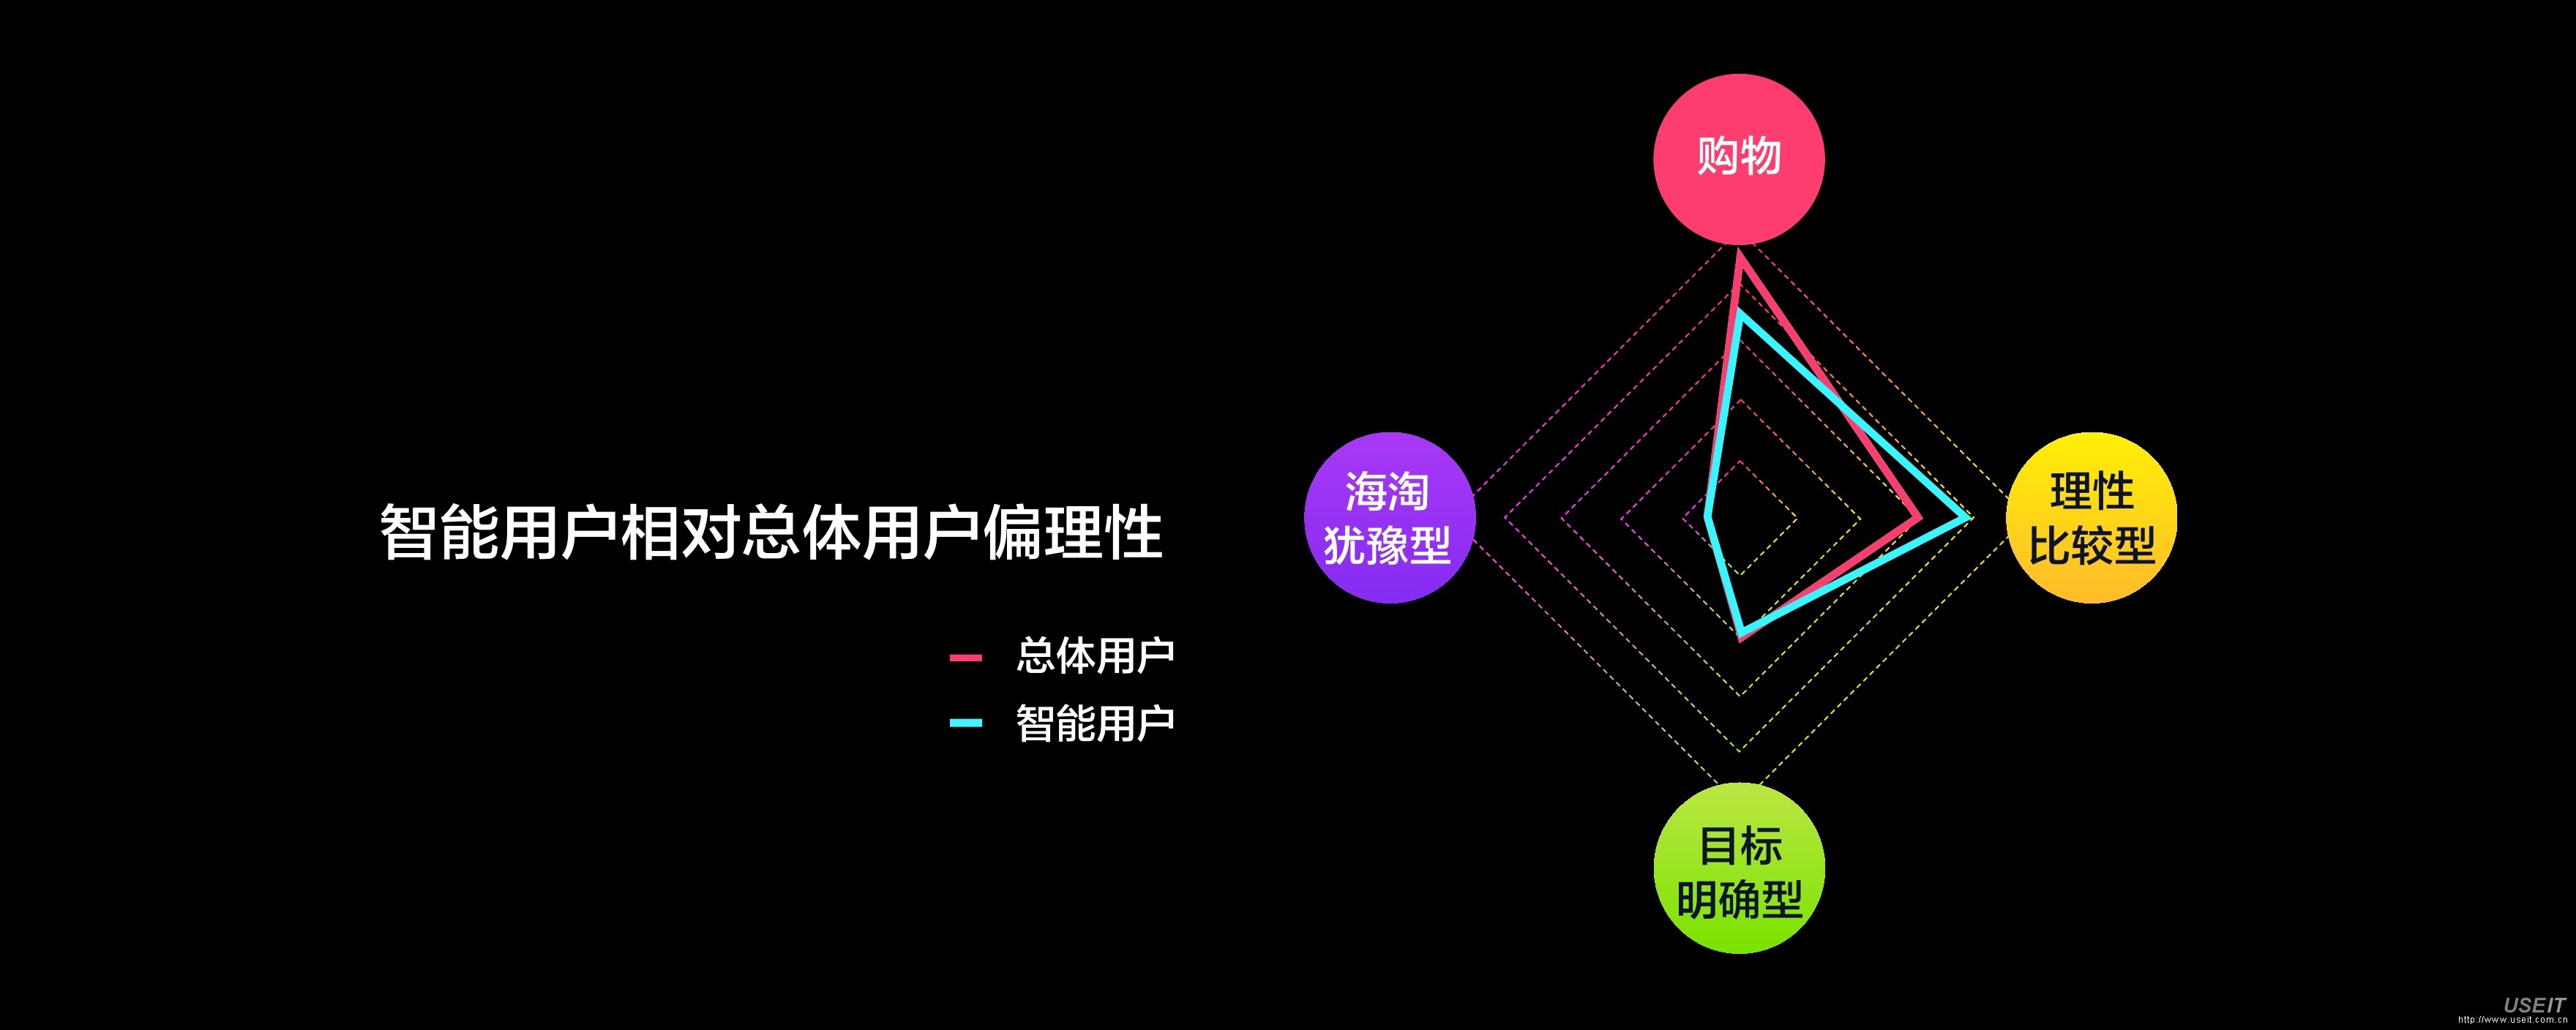 购物
海淘
犹豫型
理性
比较型
智能用户相对总体用户偏理性
总体用户
智能用户
目标
明确型
USEIT
http://www.useit.com.cn